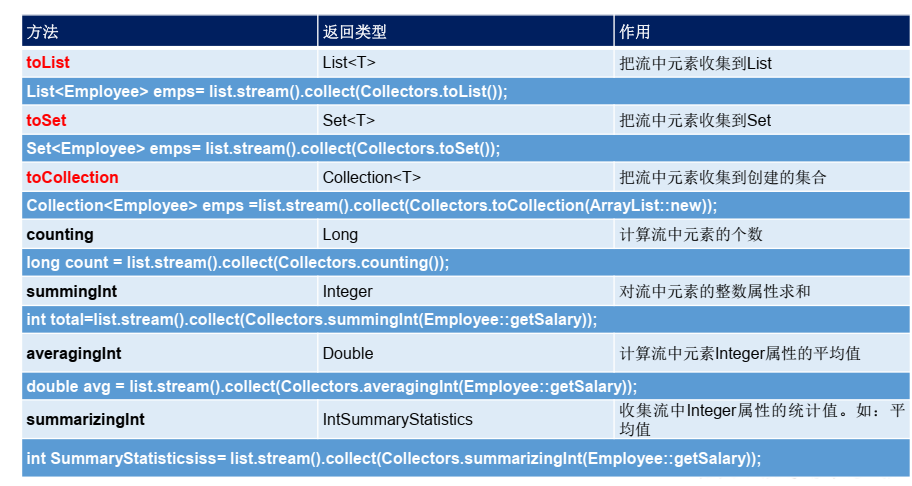 方法 返回类型 作用
toList List<T> 把流中元素收集到List
List<Employee> emps= list.stream().collect(Collectors.toList());
toSet Set<T> 把流中元素收集到Set
Set<Employee> emps= list.stream().collect(Collectors.toSet());
toCollection Collection<T> 把流中元素收集到创建的集合
Collection<Employee> emps =list.stream().collect(Collectors.toCollection(ArrayList::new));
counting Long 计算流中元素的个数
long count = list.stream().collect(Collectors.counting());
summingInt Integer 对流中元素的整数属性求和
int total=list.stream().collect(Collectors.summingInt(Employee::getSalary));
averagingInt Double 计算流中元素Integer属性的平均值
double avg = list.stream().collect(Collectors.averagingInt(Employee::getSalary));
summarizingInt IntSummaryStatistics 收集流中Integer属性的统计值。如：平
均值
int SummaryStatisticsiss= list.stream().collect(Collectors.summarizingInt(Employee::getSalary));